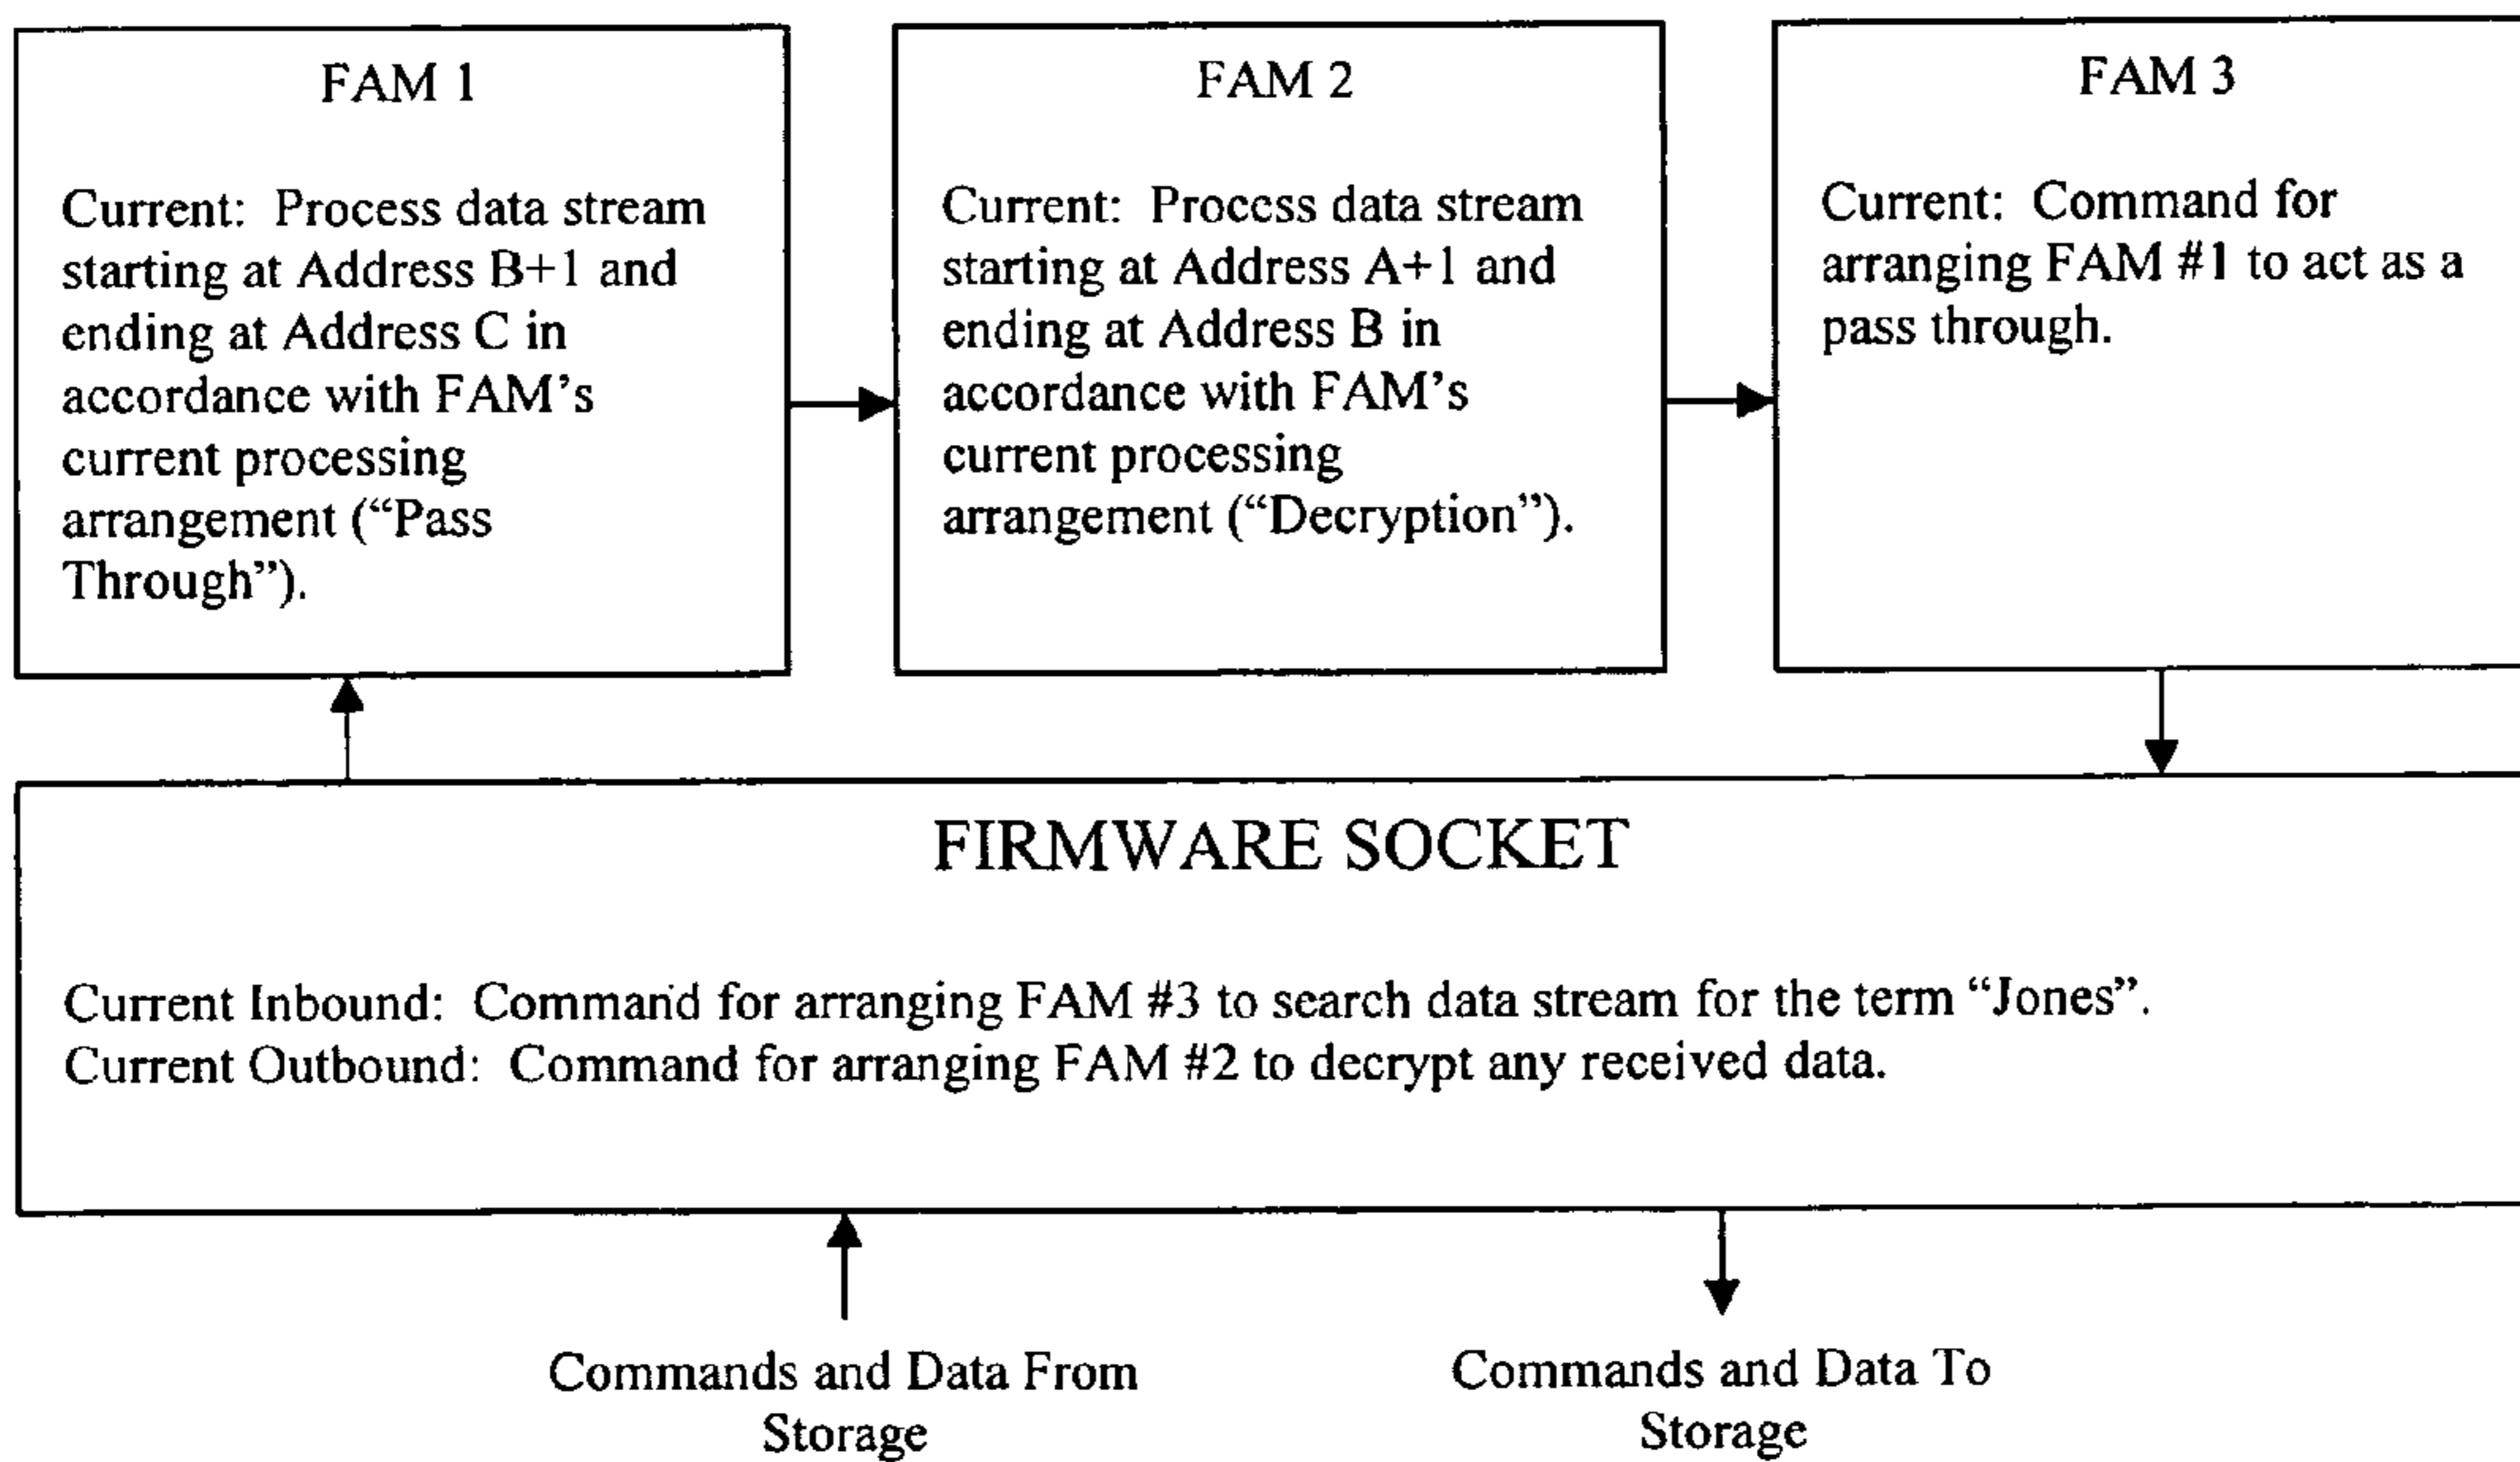 FAM 1
Current: Process data stream
starting at Address B+1 and
ending at Address C in
accordance with FAM's
current processing
arrangement (“Pass
Through”).
FAM 2
Current: Process data stream
starting at Address A+1 and
ending at Address B in
accordance with FAM's
current processing
arrangement (“Decryption”).
FAM 3
Current: Command for
arranging FAM #1 to act as a
pass through.
FIRMWARE SOCKET
Current Inbound: Command for arranging FAM #3 to search data stream for the term “Jones”.
Current Outbound: Command for arranging FAM #2 to decrypt any received data.
Commands and Data From
Storage
Commands and Data To
Storage